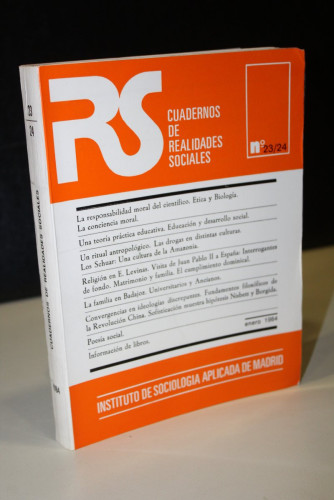 RS
CUADERNOS
DE
REALIDADES
SOCIALES
nº 23/24
La responsabilidad moral del científico. Etica y Biología.
La conciencia moral.
Una teoría práctica educativa. Educación y desarrollo social.
Un ritual antropológico. Las drogas en distintas culturas.
Los Schuar: Una cultura de la Amazonia.
Religión en E. Levinas. Visita de Juan Pablo II a España: Interrogantes
de fondo. Matrimonio y familia. El cumplimiento dominical.
La familia en Badajoz. Universitarios y Ancianos.
Convergencias en ideologías discrepantes. Fundamentos filosóficos de
la Revolución China. Solimización muestra hipótesis Nisbett y Borgida.
Poesía social.
Información de libros.
enero 1984
INSTITUTO DE SOCIOLOGIA APLICADA DE MADRID
23
24
CUADERNOS DE REALIDADES SOCIALES
1984